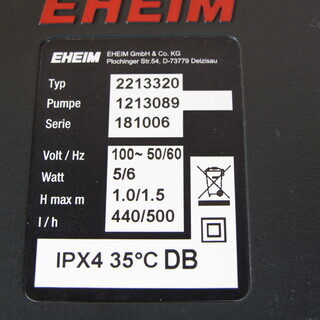 EHEIM
EHEIM EHEIM GmbH & Co. KG
Plochinger Str.54, D-73779 Deizisau
Typ 2213320
Pumpe 1213089
Serie 181006
Volt / Hz 100~ 50/60
Watt 5/6
H max m 1.0/1.5
l / h 440/500
IPX4 35°C DB